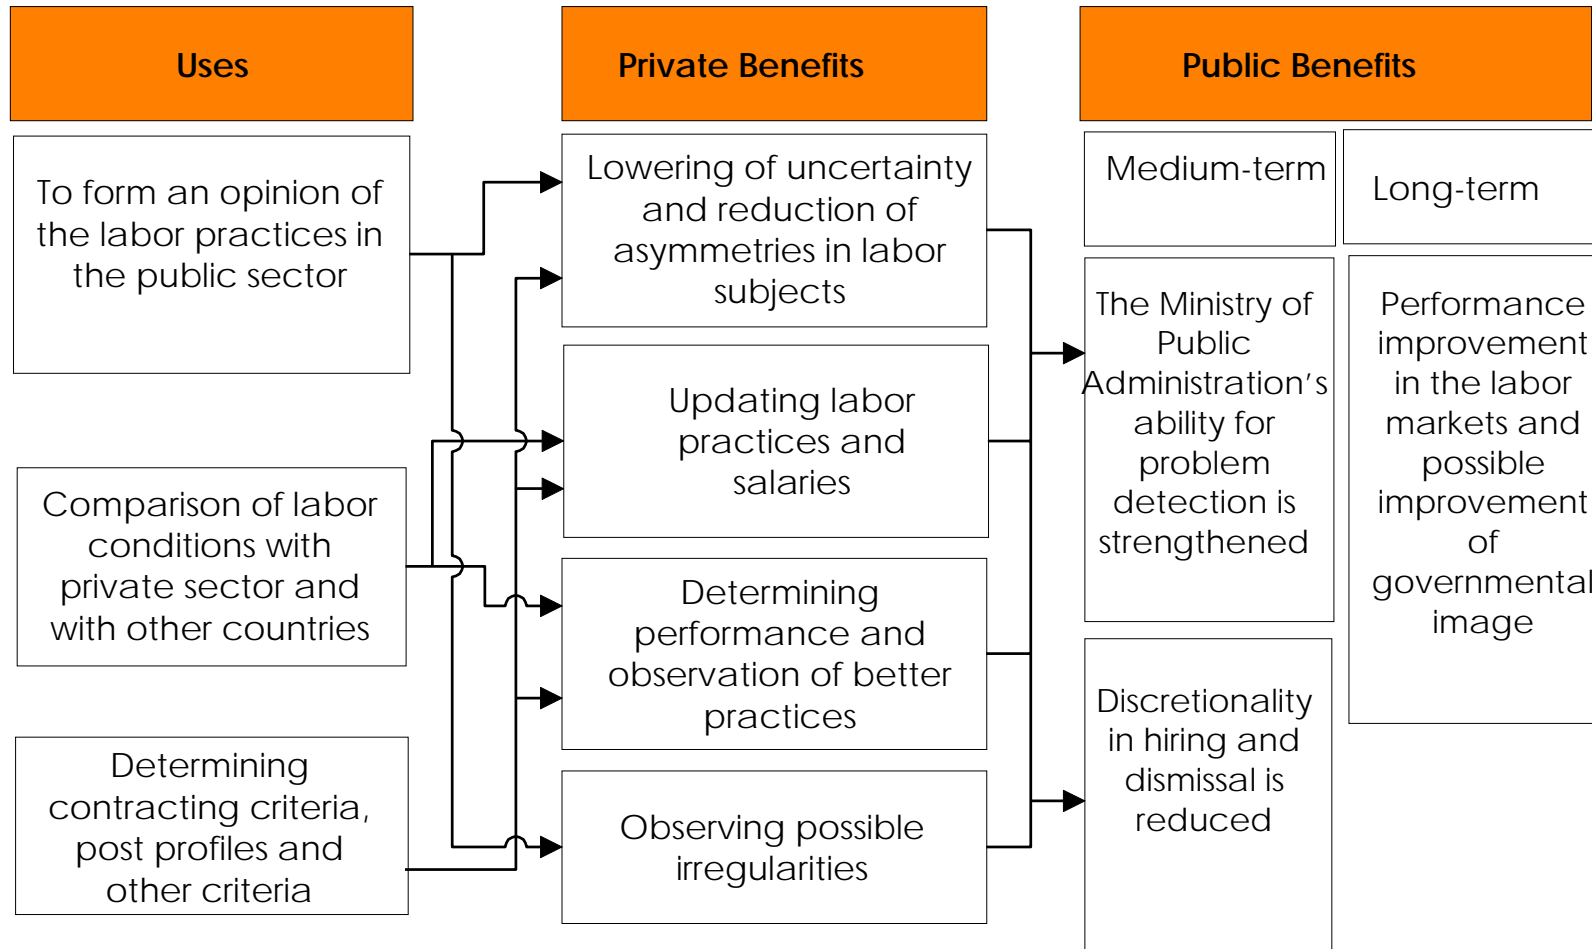 Uses
Private Benefits
Public Benefits
To form an opinion of
the labor practices in
the public sector
Comparison of labor
conditions with
private sector and
with other countries
Determining
contracting criteria,
post profiles and
other criteria
Lowering of uncertainty
and reduction of
asymmetries in labor
subjects
Updating labor
practices and
salaries
Determining
performance and
observation of better
practices
Observing possible
irregularities
Medium-term
The Ministry of
Public
Administration’s
ability for
problem
detection is
strengthened
Discretionality
in hiring and
dismissal is
reduced
Long-term
Performance
improvement
in the labor
markets and
possible
improvement
of
governmental
image